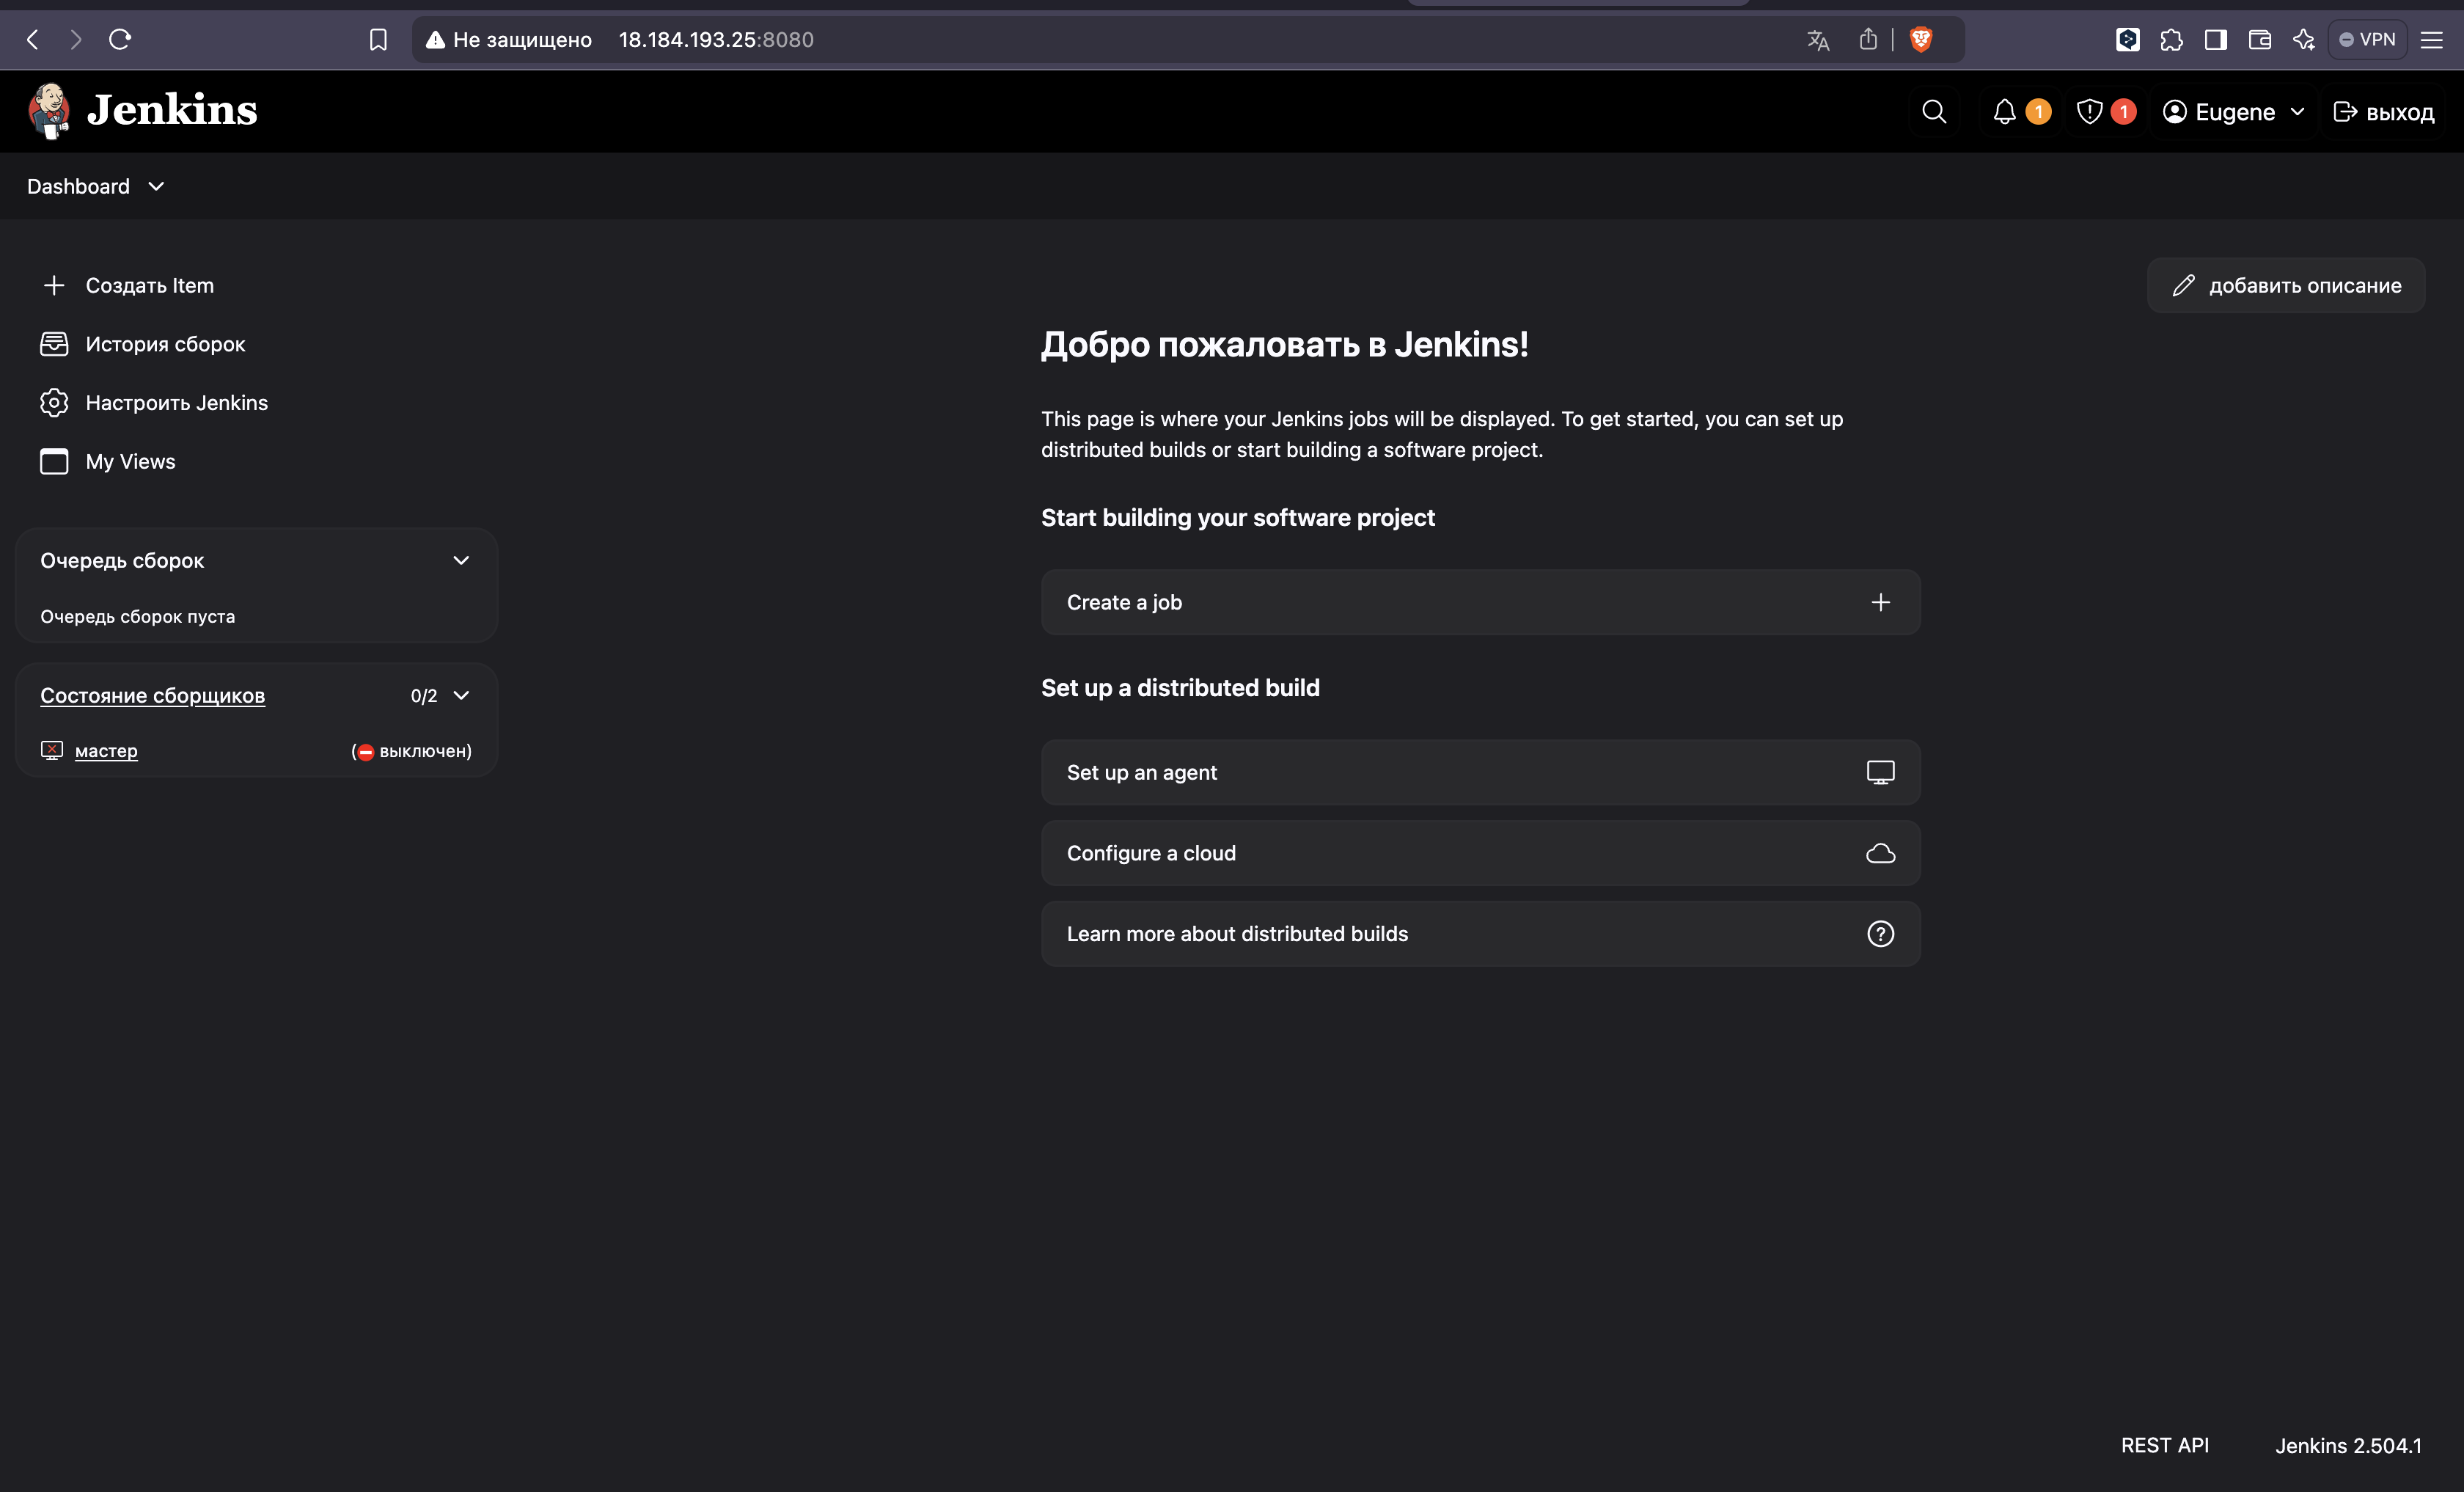 Не защищено 18.184.193.25:8080
VPN
Jenkins
1
1
Eugene
выход
Dashboard
Создать Item
История сборок
Настроить Jenkins
My Views
Очередь сборок
Очередь сборок пуста
Состояние сборщиков 0/2
мастер (выключен)
добавить описание
Добро пожаловать в Jenkins!
This page is where your Jenkins jobs will be displayed. To get started, you can set up
distributed builds or start building a software project.
Start building your software project
Create a job
Set up a distributed build
Set up an agent
Configure a cloud
Learn more about distributed builds
REST API
Jenkins 2.504.1